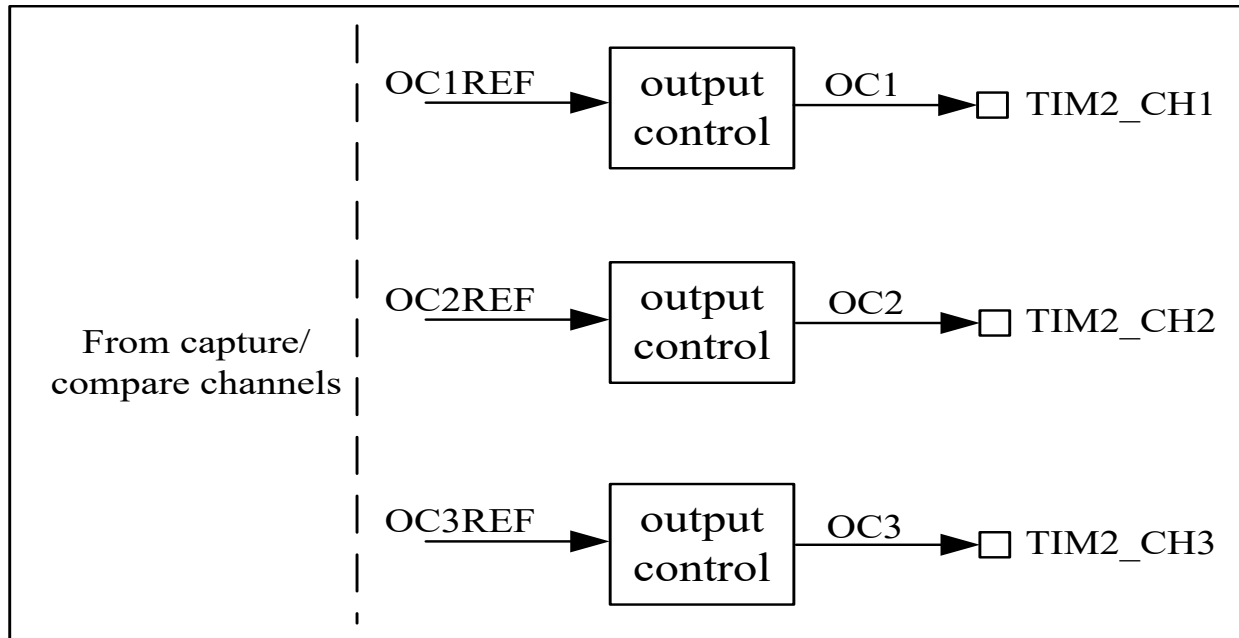 OC1REF
output
control
OC1
TIM2_CH1
From capture/
compare channels
OC2REF
output
control
OC2
TIM2_CH2
OC3REF
output
control
OC3
TIM2_CH3